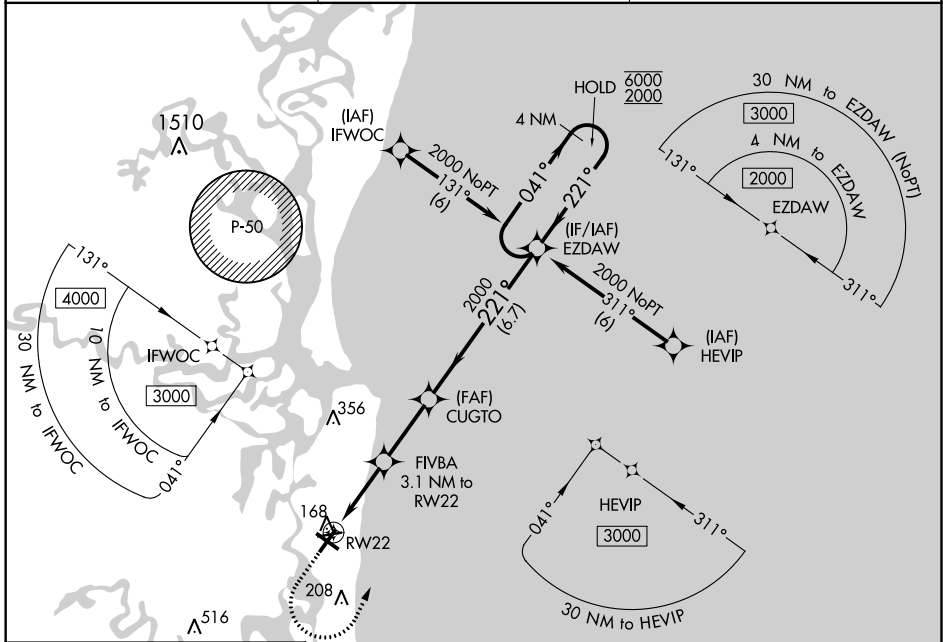 1510
(IAF)
IFWOC
2000 NoPT
131°
(6)
HOLD 6000
2000
4 NM
041°
221°
30 NM to EZDAW (NoPT)
3000
4 NM to EZDAW
2000
131°
EZDAW
311°
P-50
(IF/IAF)
EZDAW
2000
221°
(6.7)
2000 NoPT
311°
(6)
(IAF)
HEVIP
131°
4000
30 NM to IFWOC
10 NM to IFWOC
IFWOC
3000
041°
(FAF)
CUGTO
356
FIVBA
3.1 NM to
RW22
168
RW22
208
516
HEVIP
041°
3000
311°
30 NM to HEVIP